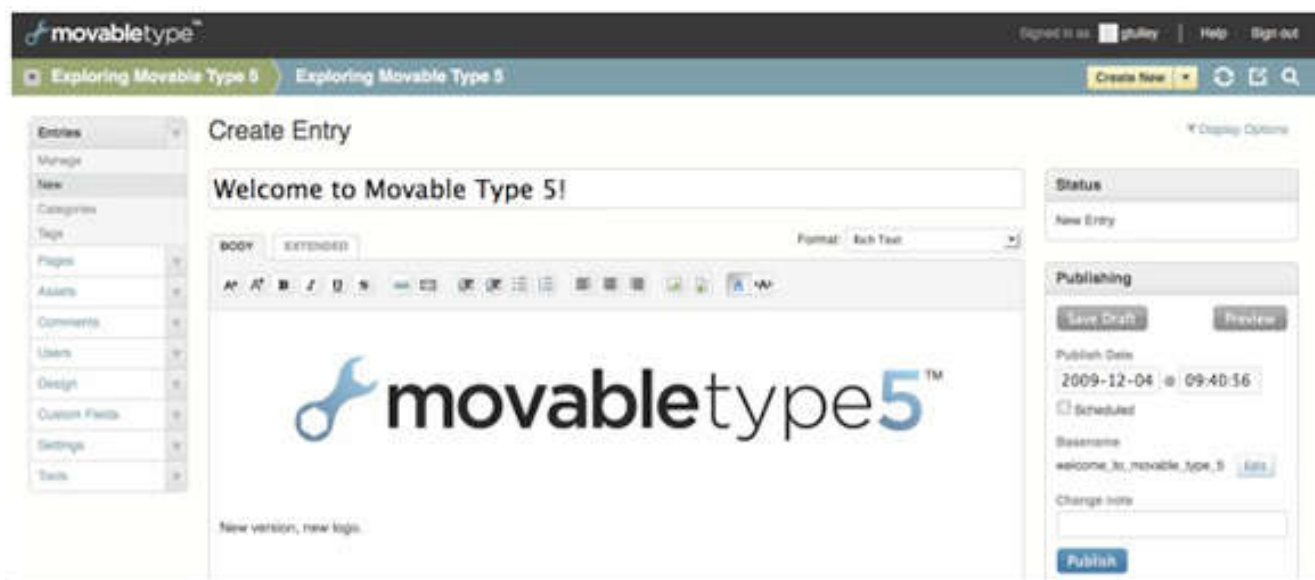 movabletype™
Signed in as gtulley | Help Sign out
Exploring Movable Type 5 Exploring Movable Type 5
Create New
Entries
Manage
New
Categories
Tags
Pages
Assets
Comments
Users
Design
Custom Fields
Settings
Tools
Create Entry
Display Options
Welcome to Movable Type 5!
BODY EXTENDED
Format: Rich Text
movabletype5™
New version, new logo.
Status
New Entry
Publishing
Save Draft Preview
Publish Date
2009-12-04 @ 09:40:56
Scheduled
Basename
welcome_to_movable_type_5 Edit
Change note
Publish